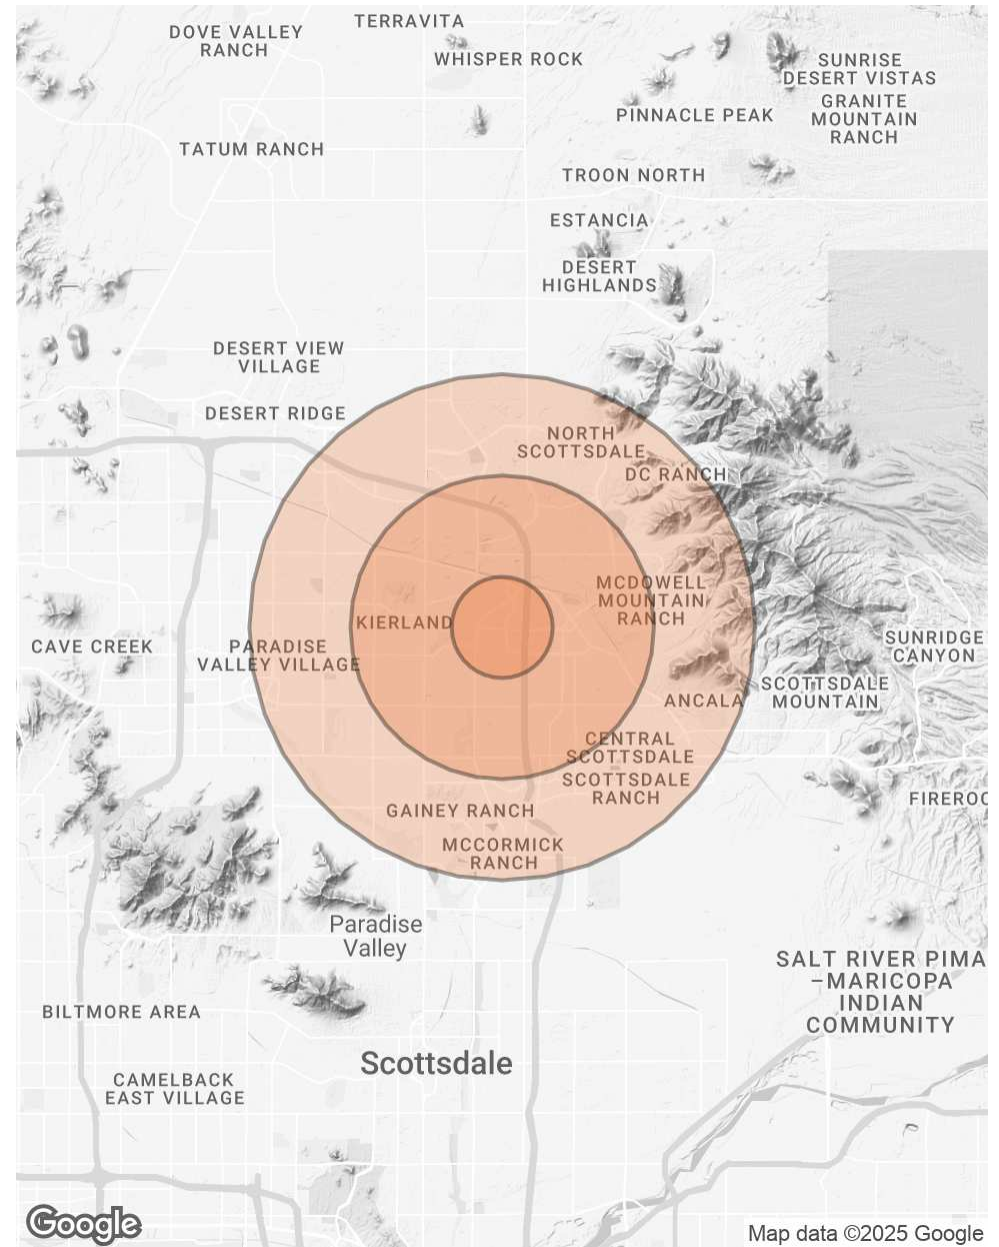 TERRAVITA
DOVE VALLEY
RANCH
WHISPER ROCK
SUNRISE
DESERT VISTAS
GRANITE
MOUNTAIN
RANCH
PINNACLE PEAK
TATUM RANCH
TROON NORTH
ESTANCIA
DESERT
HIGHLANDS
DESERT VIEW
VILLAGE
DESERT RIDGE
NORTH
SCOTTSDALE
DC RANCH
MCDOWELL
MOUNTAIN
RANCH
KIERLAND
CAVE CREEK
PARADISE
VALLEY VILLAGE
SUNRIDGE
CANYON
SCOTTSDALE
MOUNTAIN
ANCALA
CENTRAL
SCOTTSDALE
SCOTTSDALE
RANCH
FIREROC
GAINEY RANCH
MCCORMICK
RANCH
Paradise
Valley
SALT RIVER PIMA
–MARICOPA
INDIAN
COMMUNITY
BILTMORE AREA
Scottsdale
CAMELBACK
EAST VILLAGE
Google
Map data ©2025 Google